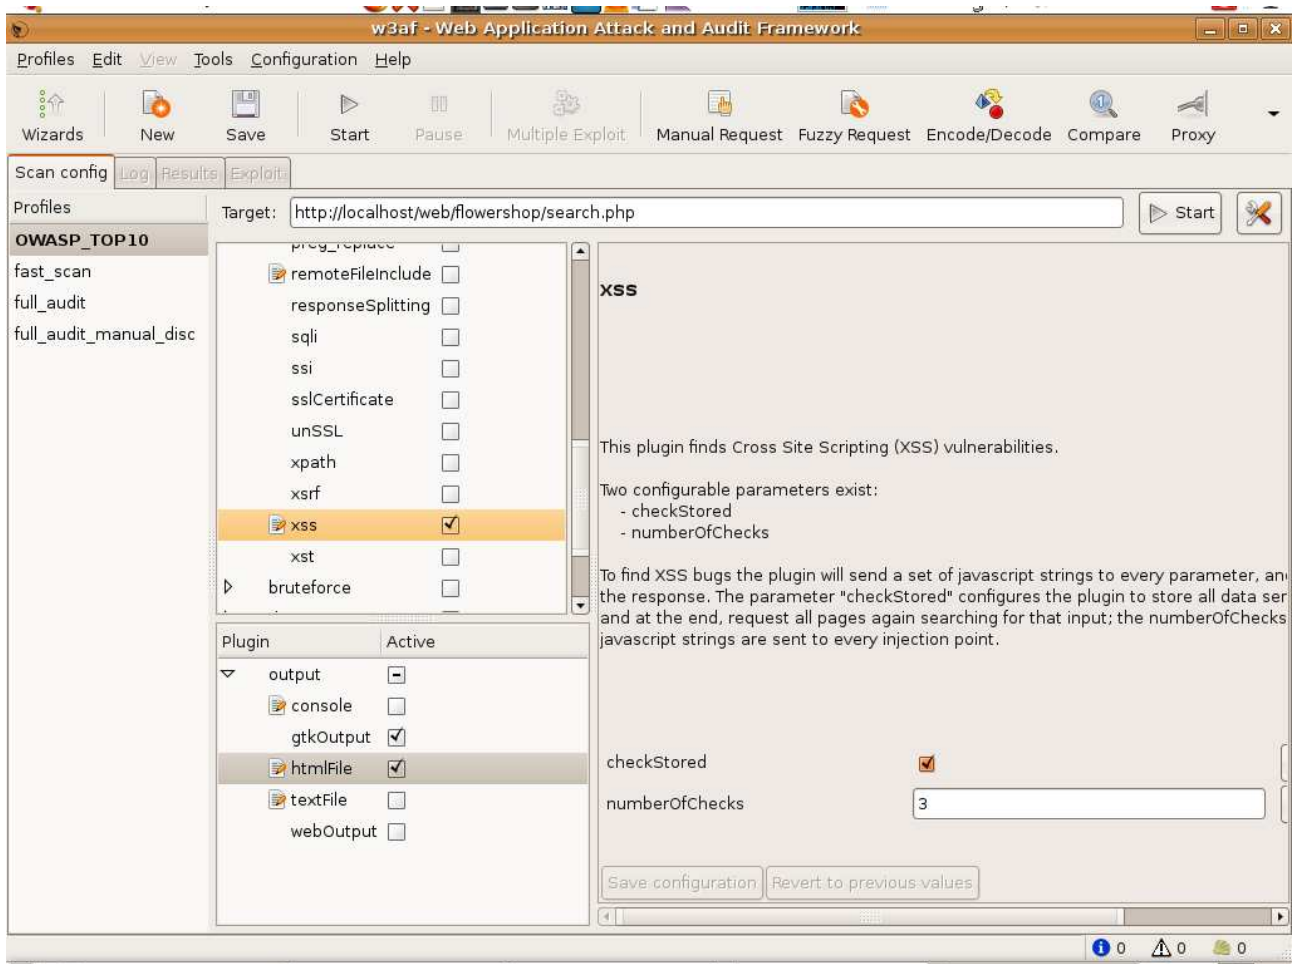 w3af - Web Application Attack and Audit Framework
Profiles Edit View Tools Configuration Help
Wizards New Save Start Pause Multiple Exploit Manual Request Fuzzy Request Encode/Decode Compare Proxy
Scan config Log Results Exploit
Profiles
OWASP_TOP10
fast_scan
full_audit
full_audit_manual_disc
Target: http://localhost/web/flowershop/search.php Start
preg_replace
remoteFileInclude
responseSplitting
sqli
ssi
sslCertificate
unSSL
xpath
xsrf
xss
xst
bruteforce
Plugin Active
output
console
gtkOutput
htmlFile
textFile
webOutput
xss
This plugin finds Cross Site Scripting (XSS) vulnerabilities.
Two configurable parameters exist:
- checkStored
- numberOfChecks
To find XSS bugs the plugin will send a set of javascript strings to every parameter, an
the response. The parameter "checkStored" configures the plugin to store all data ser
and at the end, request all pages again searching for that input; the numberOfChecks
javascript strings are sent to every injection point.
checkStored
numberOfChecks 3
Save configuration Revert to previous values
0 0 0